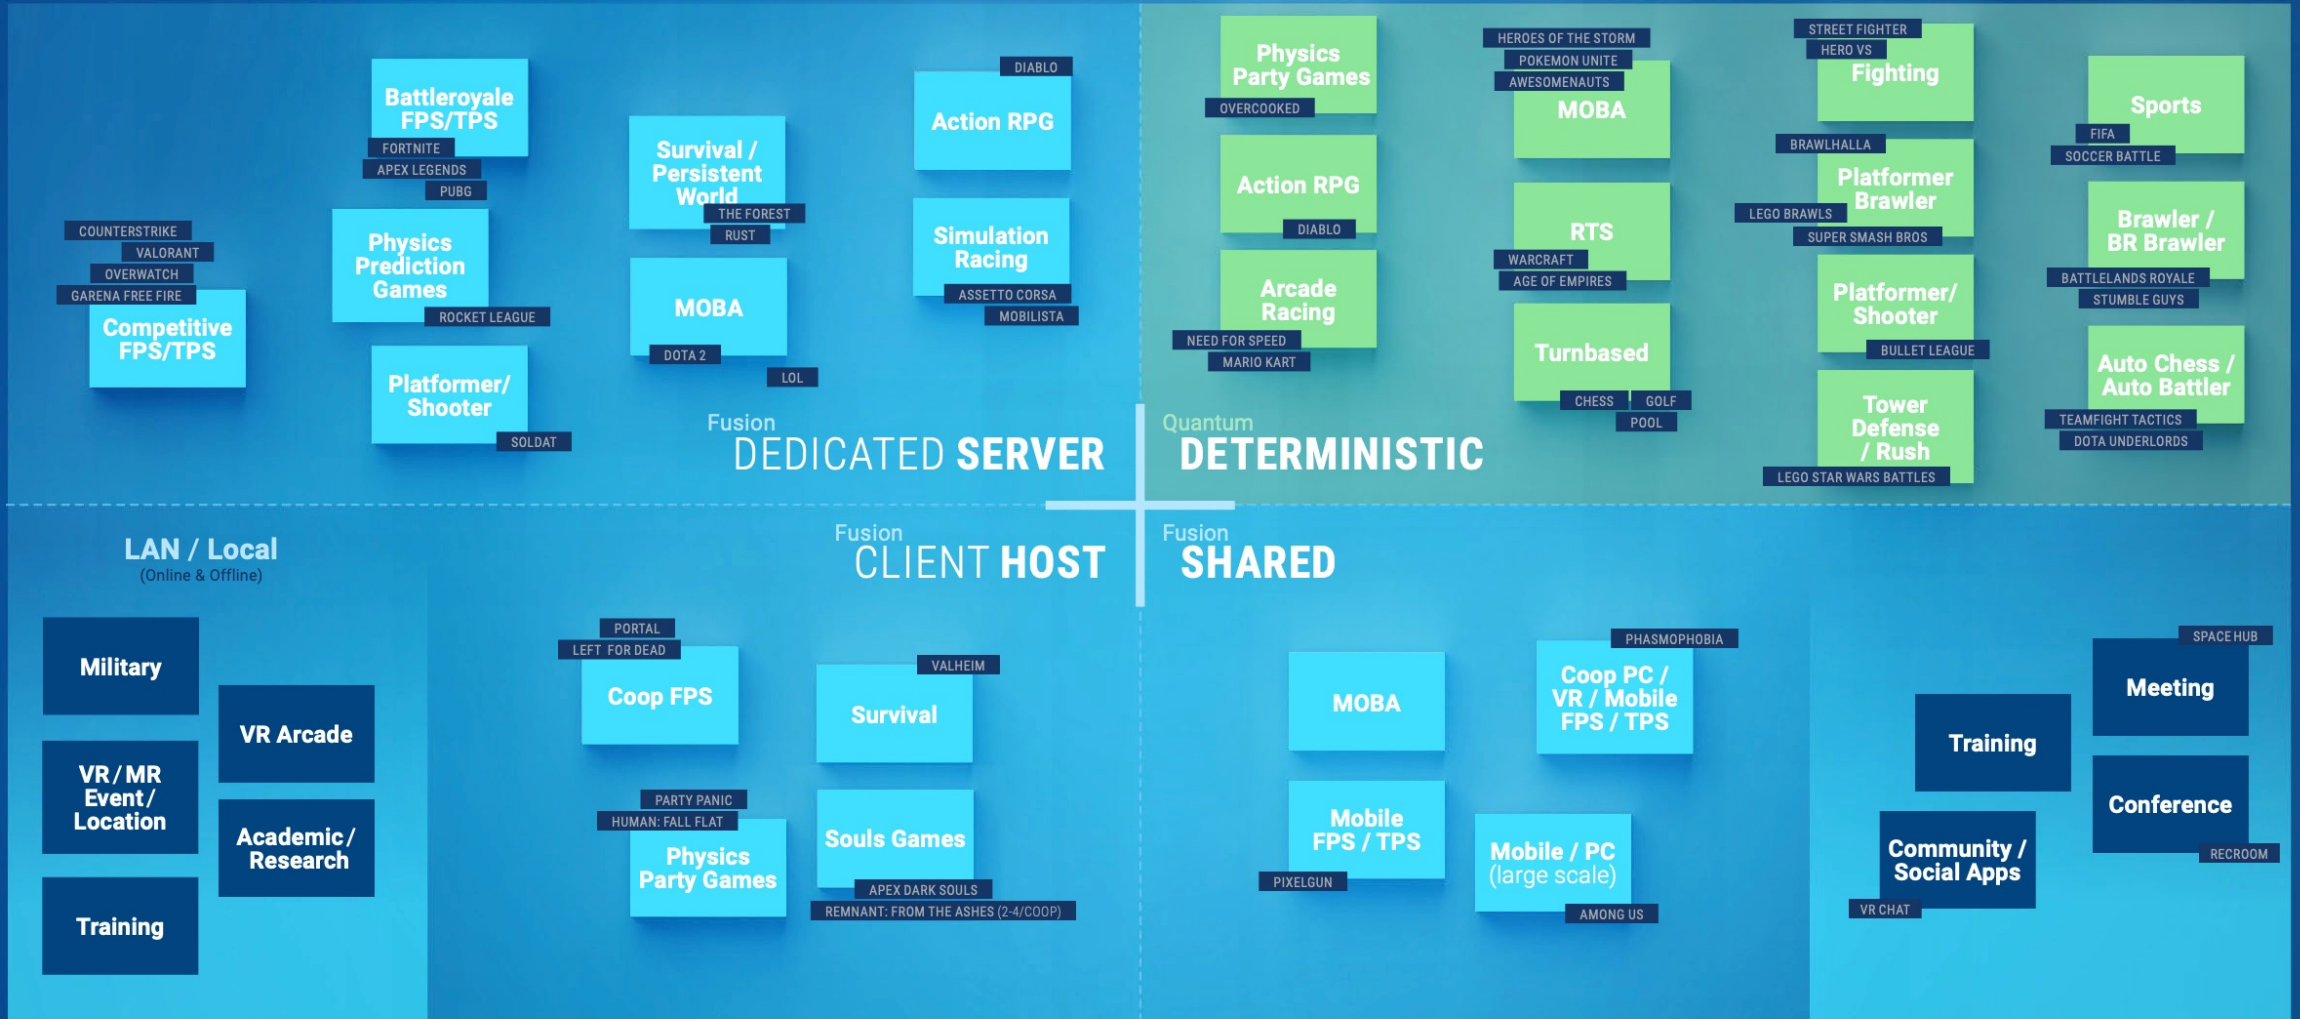 Battleroyale
FPS/TPS
FORTNITE
APEX LEGENDS
PUBG
COUNTERSTRIKE
VALORANT
OVERWATCH
GARENA FREE FIRE
Competitive
FPS/TPS
Physics
Prediction
Games
ROCKET LEAGUE
Platformer/
Shooter
SOLDAT
Survival /
Persistent
World
THE FOREST
RUST
MOBA
DOTA 2
LOL
DIABLO
Action RPG
Simulation
Racing
ASSETTO CORSA
MOBILISTA
Fusion
DEDICATED SERVER
Physics
Party Games
OVERCOOKED
Action RPG
DIABLO
Arcade
Racing
NEED FOR SPEED
MARIO KART
HEROES OF THE STORM
POKEMON UNITE
AWESOMENAUTS
MOBA
RTS
WARCRAFT
AGE OF EMPIRES
Turnbased
CHESS
GOLF
POOL
STREET FIGHTER
HERO VS
Fighting
BRAWLHALLA
Platformer
Brawler
LEGO BRAWLS
SUPER SMASH BROS
Platformer/
Shooter
BULLET LEAGUE
Tower
Defense
/ Rush
LEGO STAR WARS BATTLES
Sports
FIFA
SOCCER BATTLE
Brawler /
BR Brawler
BATTLELANDS ROYALE
STUMBLE GUYS
Auto Chess /
Auto Battler
TEAMFIGHT TACTICS
DOTA UNDERLORDS
Quantum
DETERMINISTIC
LAN / Local
(Online & Offline)
Military
VR / MR
Event /
Location
Training
VR Arcade
Academic /
Research
Fusion
CLIENT HOST
PORTAL
LEFT FOR DEAD
Coop FPS
PARTY PANIC
HUMAN: FALL FLAT
Physics
Party Games
VALHEIM
Survival
Souls Games
APEX DARK SOULS
REMNANT: FROM THE ASHES (2-4/COOP)
Fusion
SHARED
MOBA
Mobile
FPS / TPS
PIXELGUN
PHASMOPHOBIA
Coop PC /
VR / Mobile
FPS / TPS
Mobile / PC
(large scale)
AMONG US
SPACE HUB
Meeting
Training
Conference
RECROOM
Community /
Social Apps
VR CHAT